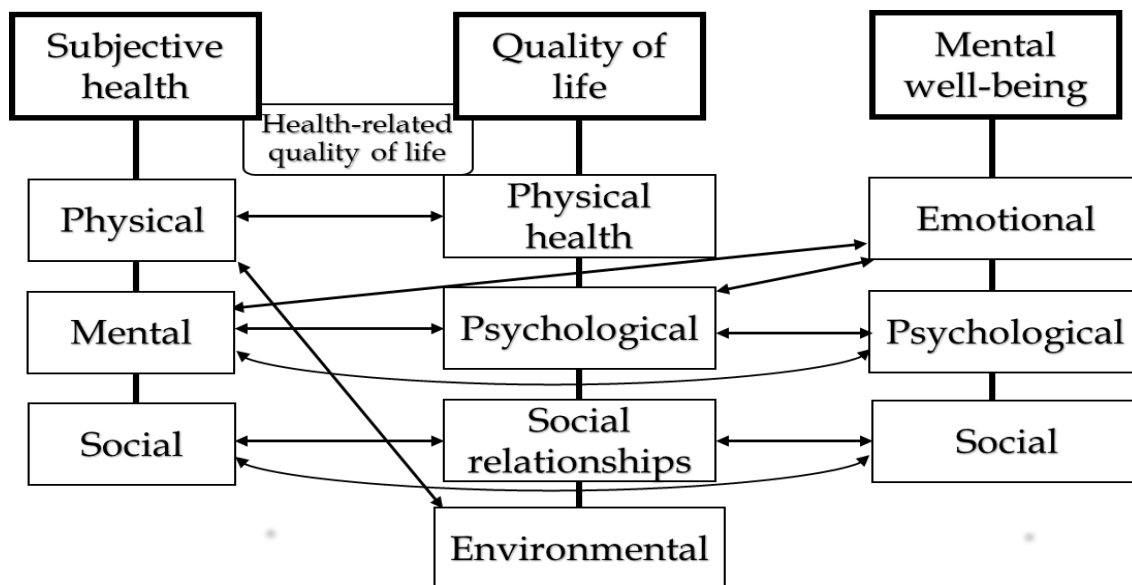 Subjective
health
Quality of
life
Mental
well-being
Health-related
quality of life
Physical
Physical
health
Emotional
Mental
Psychological
Psychological
Social
Social
relationships
Social
Environmental